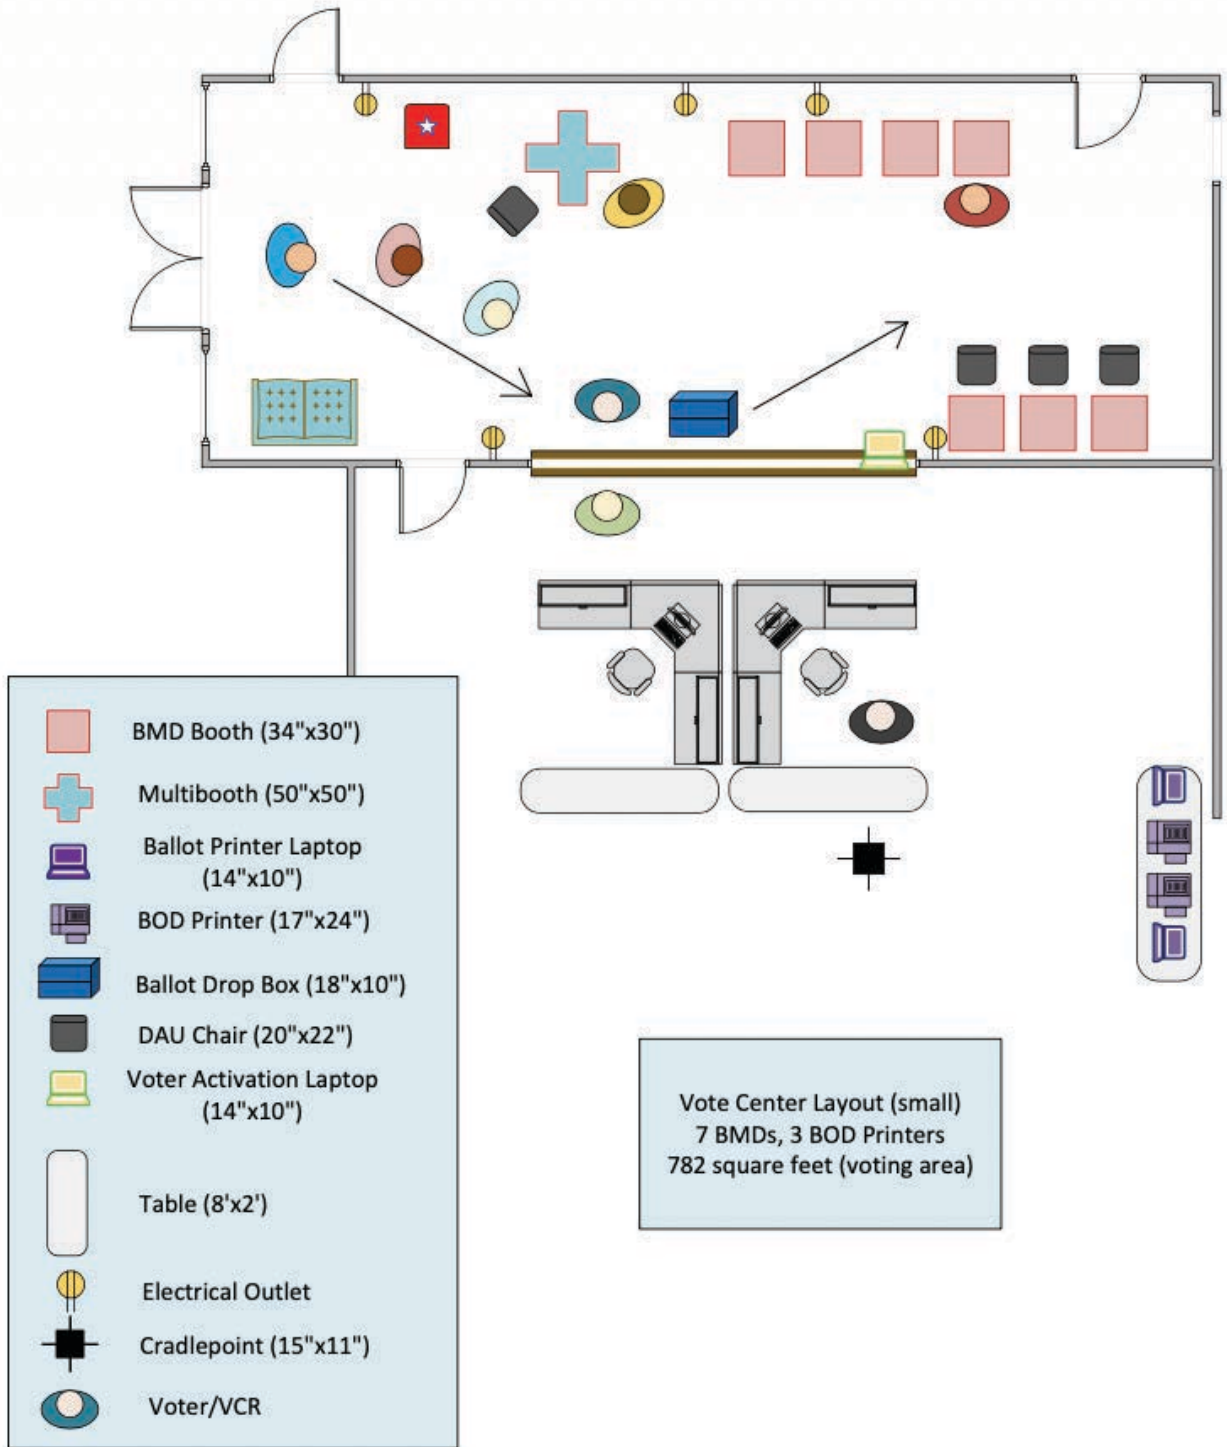 BMD Booth (34"x30")
Multibooth (50"x50")
Ballot Printer Laptop
(14"x10")
BOD Printer (17"x24")
Ballot Drop Box (18"x10")
DAU Chair (20"x22")
Voter Activation Laptop
(14"x10")
Table (8'x2')
Electrical Outlet
Cradlepoint (15"x11")
Voter/VCR
Vote Center Layout (small)
7 BMDs, 3 BOD Printers
782 square feet (voting area)